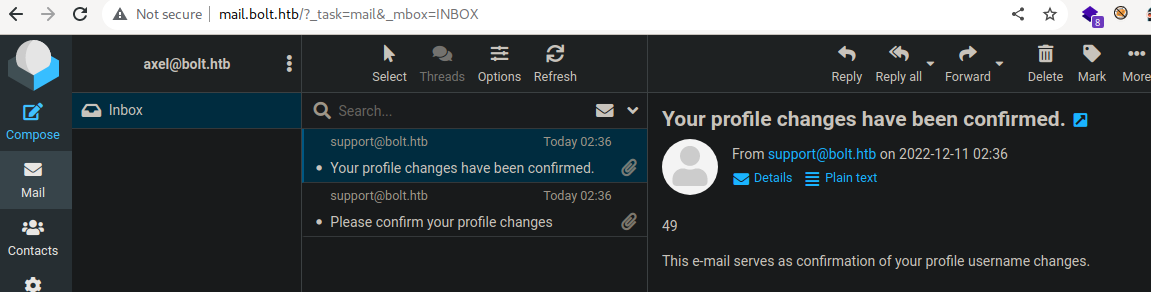 Not secure | mail.bolt.htb/?_task=mail&_mbox=INBOX
8
axel@bolt.htb
Select
Threads
Options
Refresh
Reply
Reply all
Forward
Delete
Mark
More
Compose
Mail
Contacts
Inbox
Search...
support@bolt.htb Today 02:36
• Your profile changes have been confirmed.
support@bolt.htb Today 02:36
• Please confirm your profile changes
Your profile changes have been confirmed.
From support@bolt.htb on 2022-12-11 02:36
Details Plain text
49
This e-mail serves as confirmation of your profile username changes.